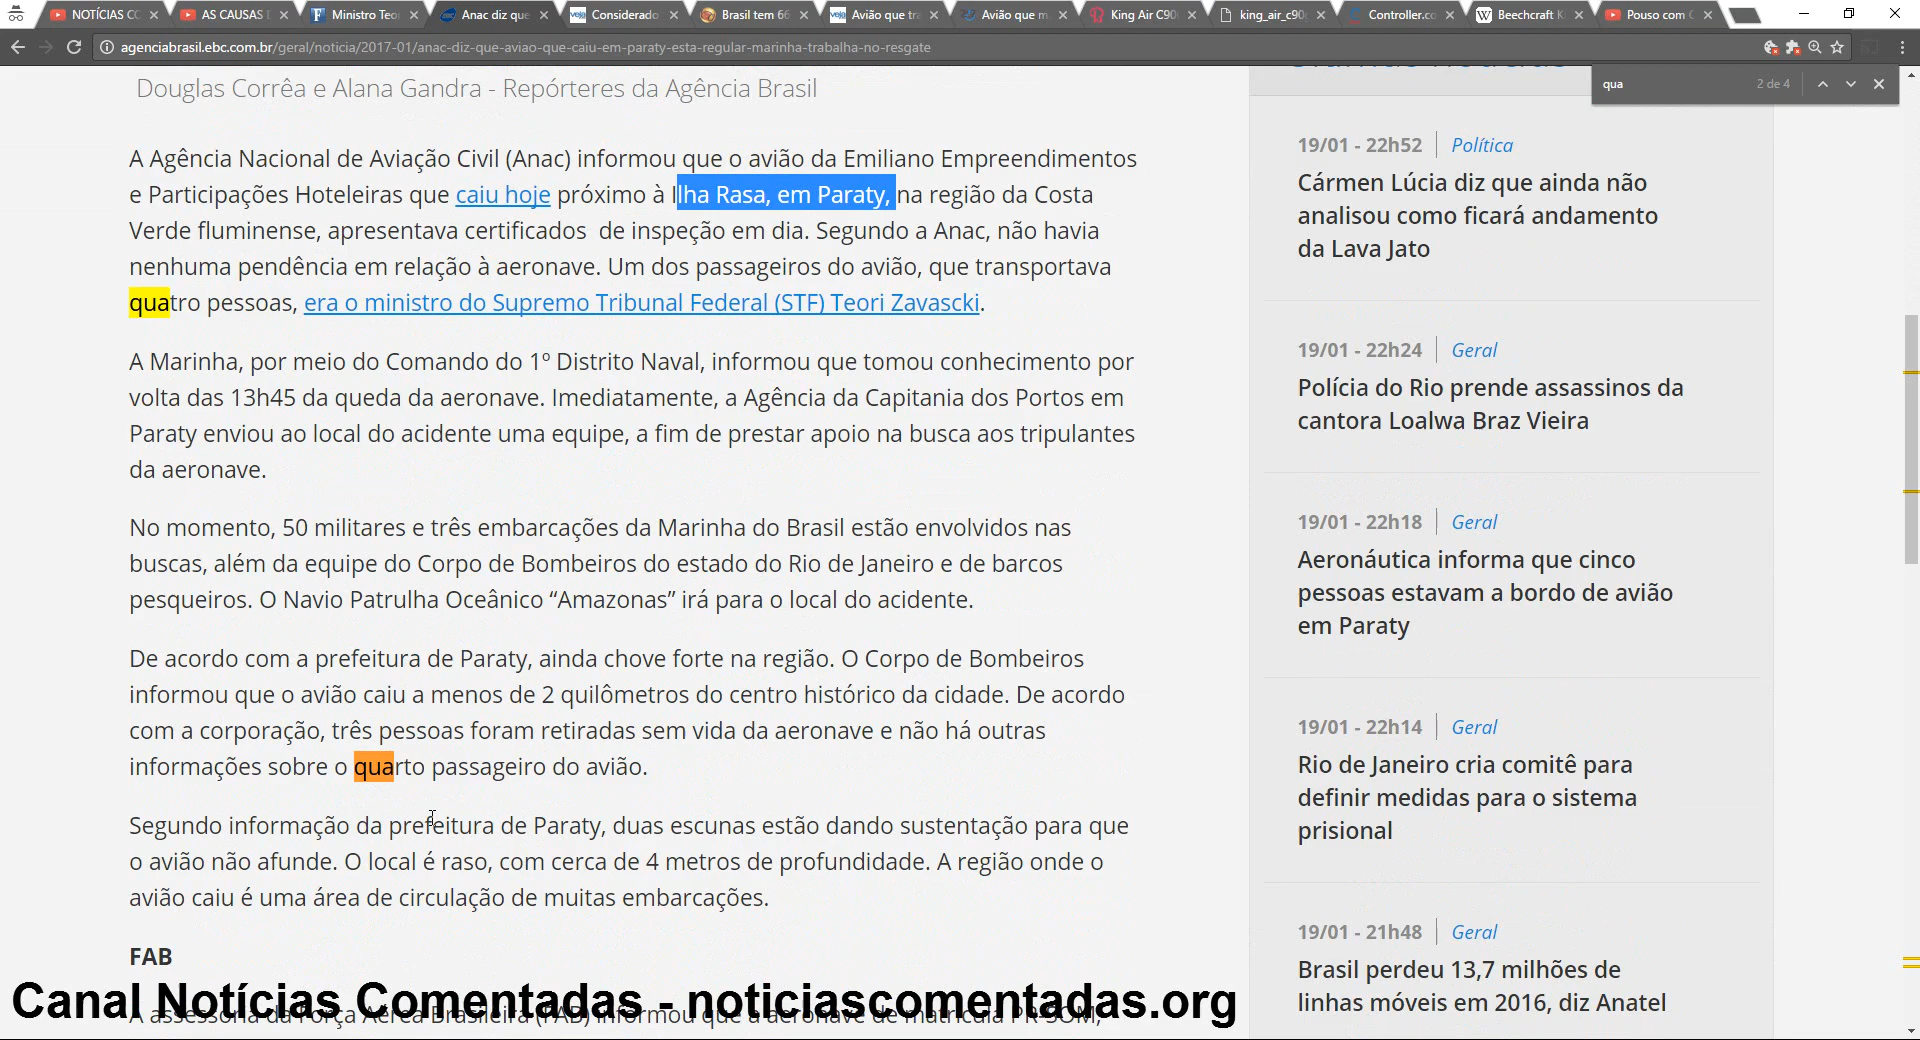 NOTÍCIAS CC
AS CAUSAS
Ministro Teo
Anac diz que
Considerado
Brasil tem 66
Avião que tr
Avião que m
King Air C90
king_air_c90
Controller.co
Beechcraft K
Pouso com
agenciabrasil.ebc.com.br/geral/noticia/2017-01/anac-diz-que-aviao-que-caiu-em-paraty-esta-regular-marinha-trabalha-no-resgate
qua
2 de 4
Douglas Corrêa e Alana Gandra - Repórteres da Agência Brasil
A Agência Nacional de Aviação Civil (Anac) informou que o avião da Emiliano Empreendimentos
e Participações Hoteleiras que caiu hoje próximo à Ilha Rasa, em Paraty, na região da Costa
Verde fluminense, apresentava certificados de inspeção em dia. Segundo a Anac, não havia
nenhuma pendência em relação à aeronave. Um dos passageiros do avião, que transportava
quatro pessoas, era o ministro do Supremo Tribunal Federal (STF) Teori Zavascki.
A Marinha, por meio do Comando do 1º Distrito Naval, informou que tomou conhecimento por
volta das 13h45 da queda da aeronave. Imediatamente, a Agência da Capitania dos Portos em
Paraty enviou ao local do acidente uma equipe, a fim de prestar apoio na busca aos tripulantes
da aeronave.
No momento, 50 militares e três embarcações da Marinha do Brasil estão envolvidos nas
buscas, além da equipe do Corpo de Bombeiros do estado do Rio de Janeiro e de barcos
pesqueiros. O Navio Patrulha Oceânico “Amazonas” irá para o local do acidente.
De acordo com a prefeitura de Paraty, ainda chove forte na região. O Corpo de Bombeiros
informou que o avião caiu a menos de 2 quilômetros do centro histórico da cidade. De acordo
com a corporação, três pessoas foram retiradas sem vida da aeronave e não há outras
informações sobre o quarto passageiro do avião.
Segundo informação da prefeitura de Paraty, duas escunas estão dando sustentação para que
o avião não afunde. O local é raso, com cerca de 4 metros de profundidade. A região onde o
avião caiu é uma área de circulação de muitas embarcações.
FAB
A assessoria da Força Aérea Brasileira (FAB) informou que a aeronave de matrícula PR-SOM,
Canal Notícias Comentadas - noticiascomentadas.org
19/01 - 22h52 Política
Cármen Lúcia diz que ainda não
analisou como ficará andamento
da Lava Jato
19/01 - 22h24 Geral
Polícia do Rio prende assassinos da
cantora Loalwa Braz Vieira
19/01 - 22h18 Geral
Aeronáutica informa que cinco
pessoas estavam a bordo de avião
em Paraty
19/01 - 22h14 Geral
Rio de Janeiro cria comitê para
definir medidas para o sistema
prisional
19/01 - 21h48 Geral
Brasil perdeu 13,7 milhões de
linhas móveis em 2016, diz Anatel